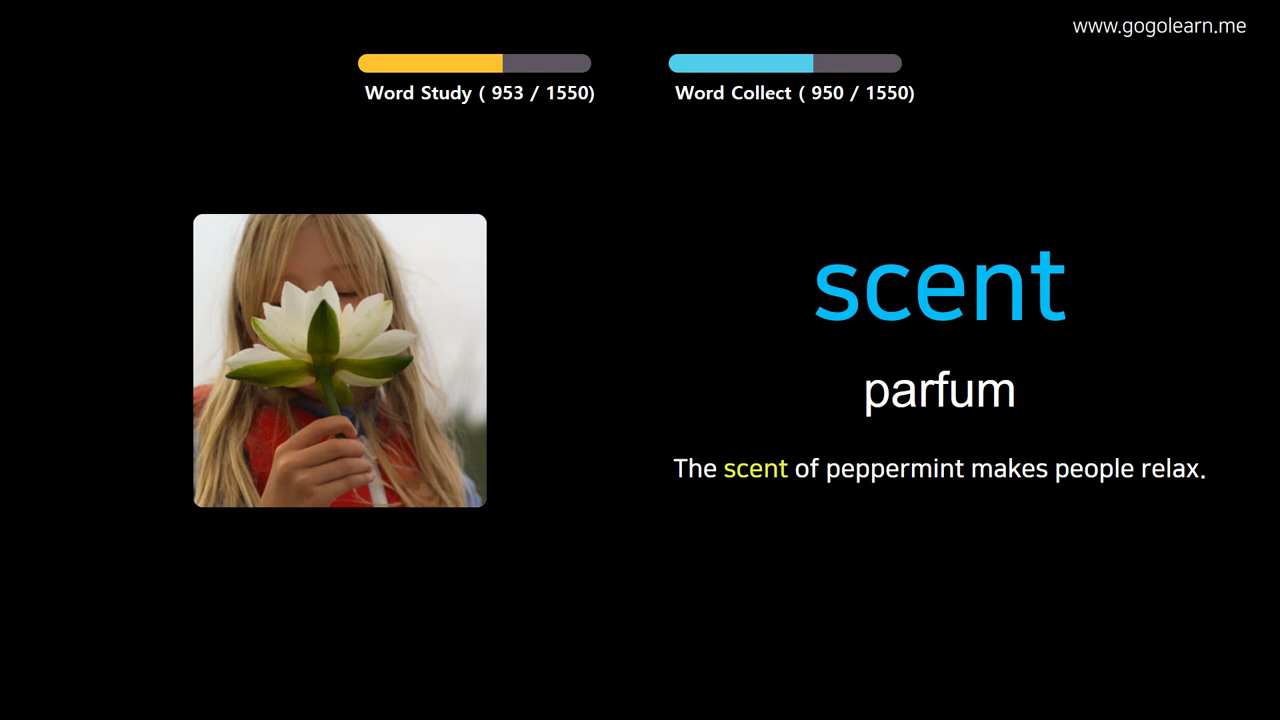 www.gogolearn.me
Word Study ( 953 / 1550)
Word Collect ( 950 / 1550)
scent
parfum
The scent of peppermint makes people relax.